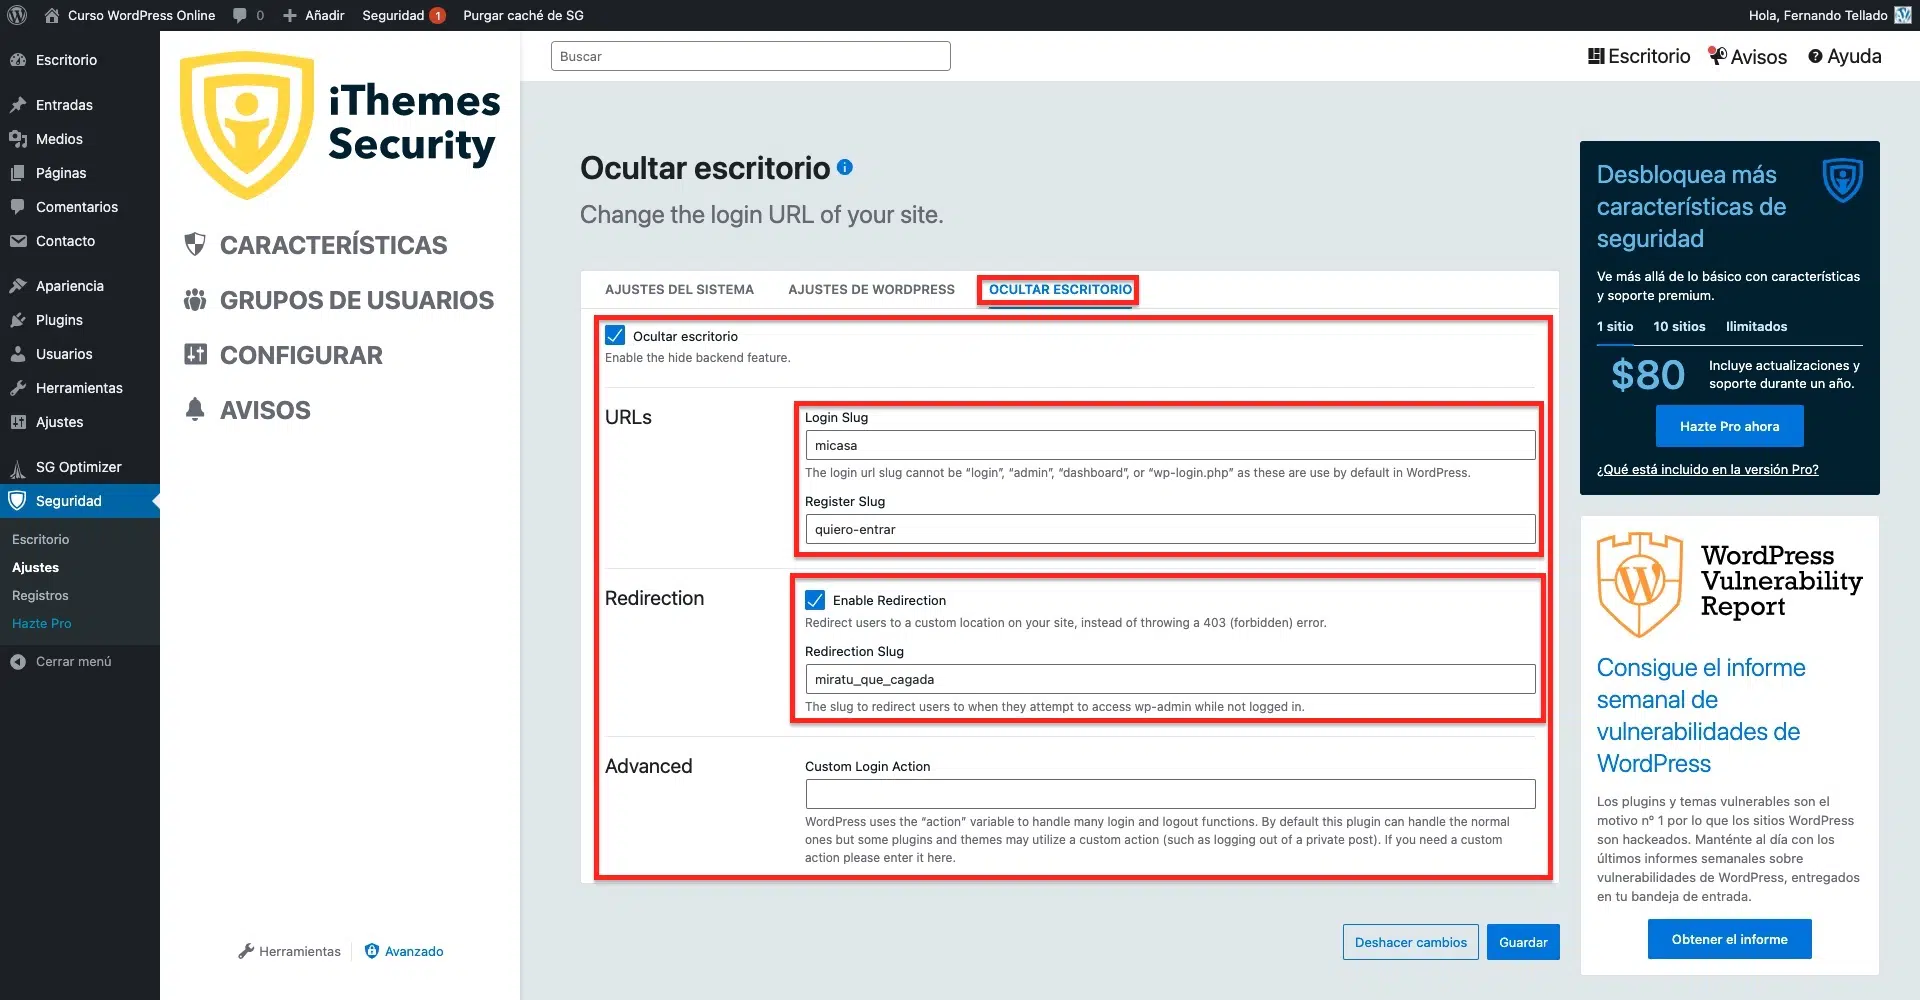 Curso WordPress Online
0
Añadir
Seguridad 1
Purgar caché de SG
Hola, Fernando Tellado
Escritorio
Entradas
Medios
Páginas
Comentarios
Contacto
Apariencia
Plugins
Usuarios
Herramientas
Ajustes
SG Optimizer
Seguridad
Escritorio
Ajustes
Registros
Hazte Pro
Cerrar menú
iThemes
Security
CARACTERÍSTICAS
GRUPOS DE USUARIOS
CONFIGURAR
AVISOS
Herramientas
Avanzado
Buscar
Escritorio
Avisos
Ayuda
Ocultar escritorio
Change the login URL of your site.
AJUSTES DEL SISTEMA
AJUSTES DE WORDPRESS
OCULTAR ESCRITORIO
Ocultar escritorio
Enable the hide backend feature.
URLs
Login Slug
micasa
The login url slug cannot be “login”, “admin”, “dashboard”, or “wp-login.php” as these are use by default in WordPress.
Register Slug
quiero-entrar
Redirection
Enable Redirection
Redirect users to a custom location on your site, instead of throwing a 403 (forbidden) error.
Redirection Slug
miratu_que_cagada
The slug to redirect users to when they attempt to access wp-admin while not logged in.
Advanced
Custom Login Action
WordPress uses the “action” variable to handle many login and logout functions. By default this plugin can handle the normal
ones but some plugins and themes may utilize a custom action (such as logging out of a private post). If you need a custom
action please enter it here.
Deshacer cambios
Guardar
Desbloquea más
características de
seguridad
Ve más allá de lo básico con características
y soporte premium.
1 sitio
10 sitios
Ilimitados
$80
Incluye actualizaciones y
soporte durante un año.
Hazte Pro ahora
¿Qué está incluido en la versión Pro?
WordPress
Vulnerability
Report
Consigue el informe
semanal de
vulnerabilidades de
WordPress
Los plugins y temas vulnerables son el
motivo nº 1 por lo que los sitios WordPress
son hackeados. Manténte al día con los
últimos informes semanales sobre
vulnerabilidades de WordPress, entregados
en tu bandeja de entrada.
Obtener el informe